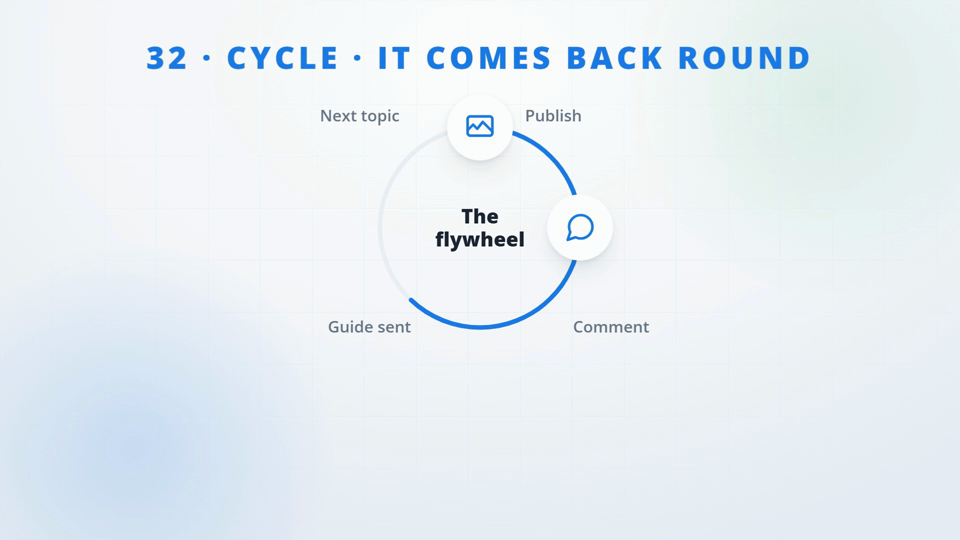 32 · CYCLE · IT COMES BACK ROUND
Next topic
Publish
The
flywheel
Guide sent
Comment